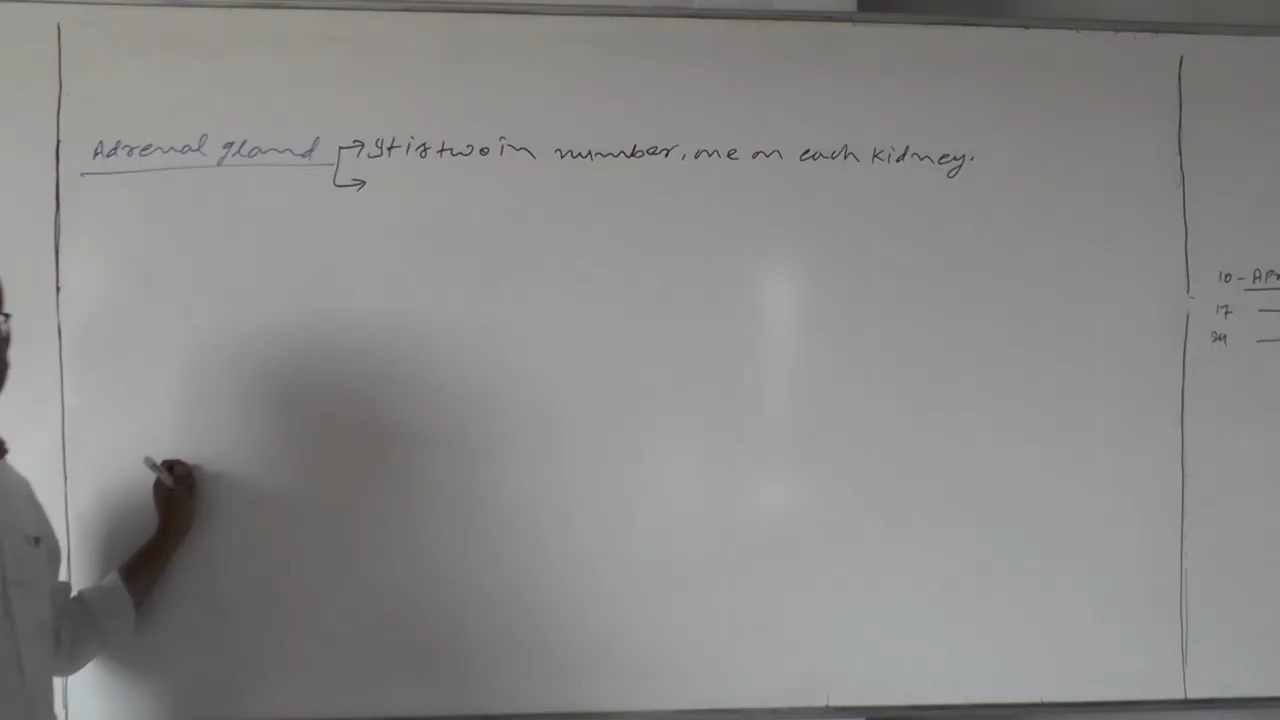 Adrenal gland → It is two in number, one on each kidney.
→
10 - Apr
17 —
24 —